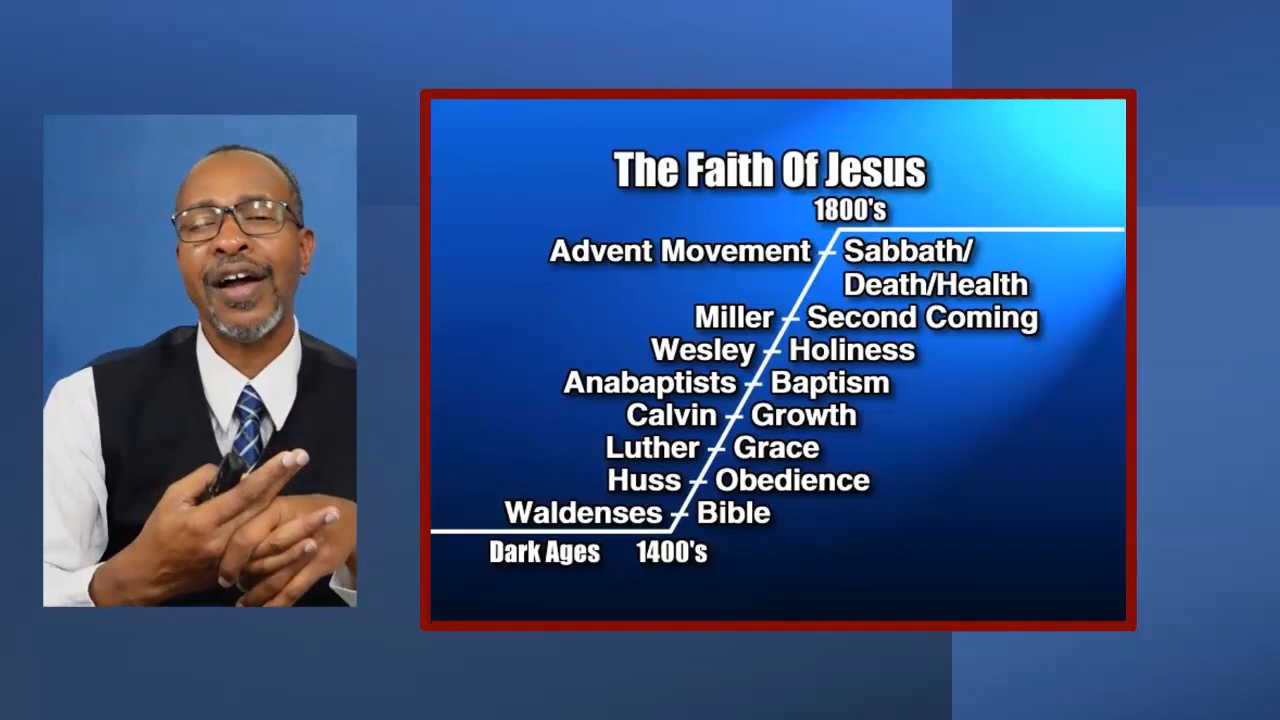 The Faith Of Jesus
1800's
Advent Movement – Sabbath/
Death/Health
Miller – Second Coming
Wesley – Holiness
Anabaptists – Baptism
Calvin – Growth
Luther – Grace
Huss – Obedience
Waldenses – Bible
Dark Ages 1400's